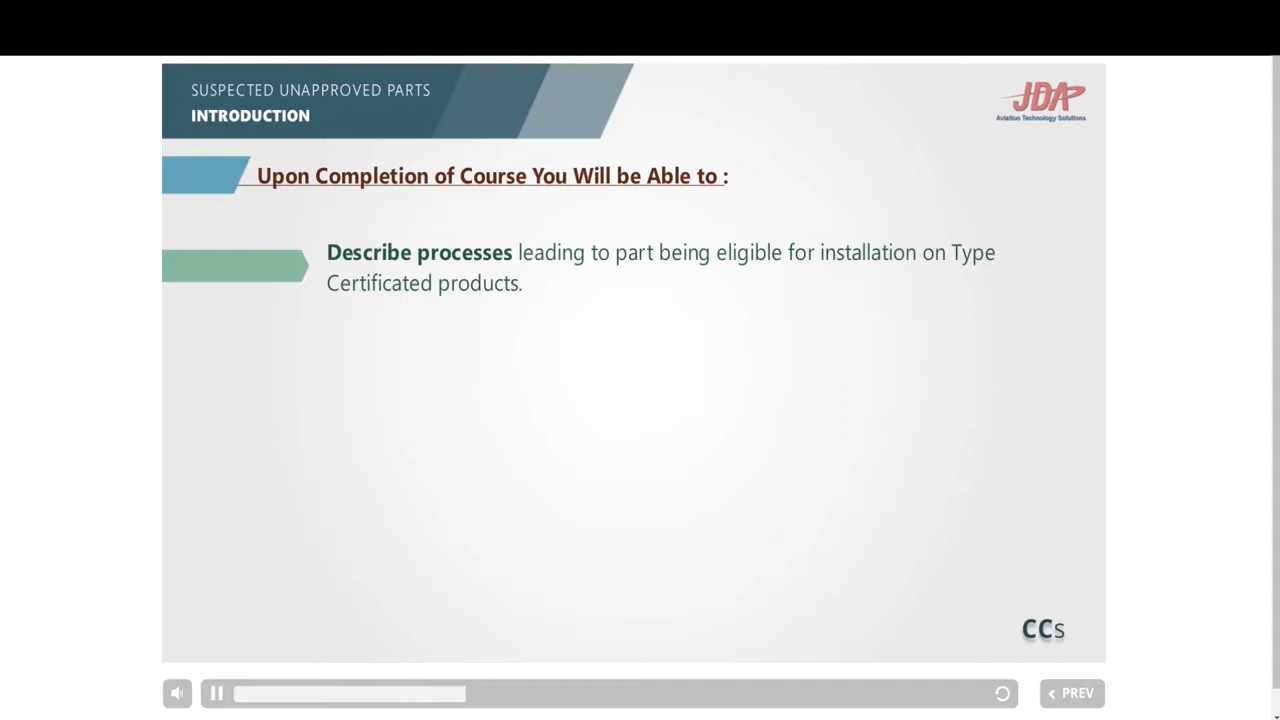 SUSPECTED UNAPPROVED PARTS
INTRODUCTION
JDA
Aviation Technology Solutions
Upon Completion of Course You Will be Able to :
Describe processes leading to part being eligible for installation on Type
Certificated products.
CCs
PREV